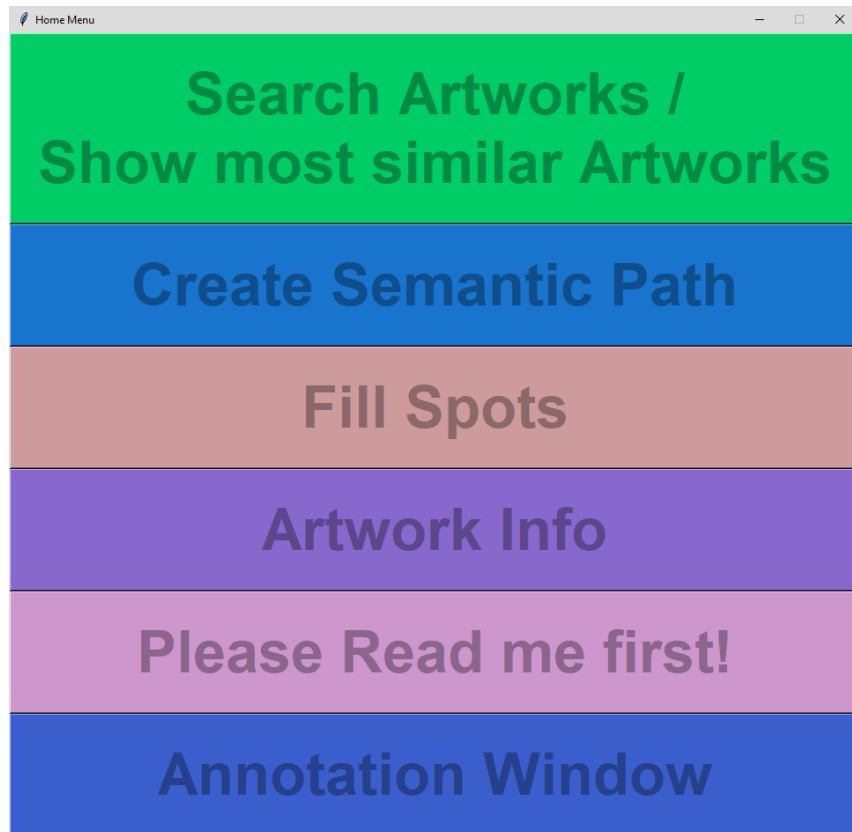 Home Menu
Search Artworks /
Show most similar Artworks
Create Semantic Path
Fill Spots
Artwork Info
Please Read me first!
Annotation Window